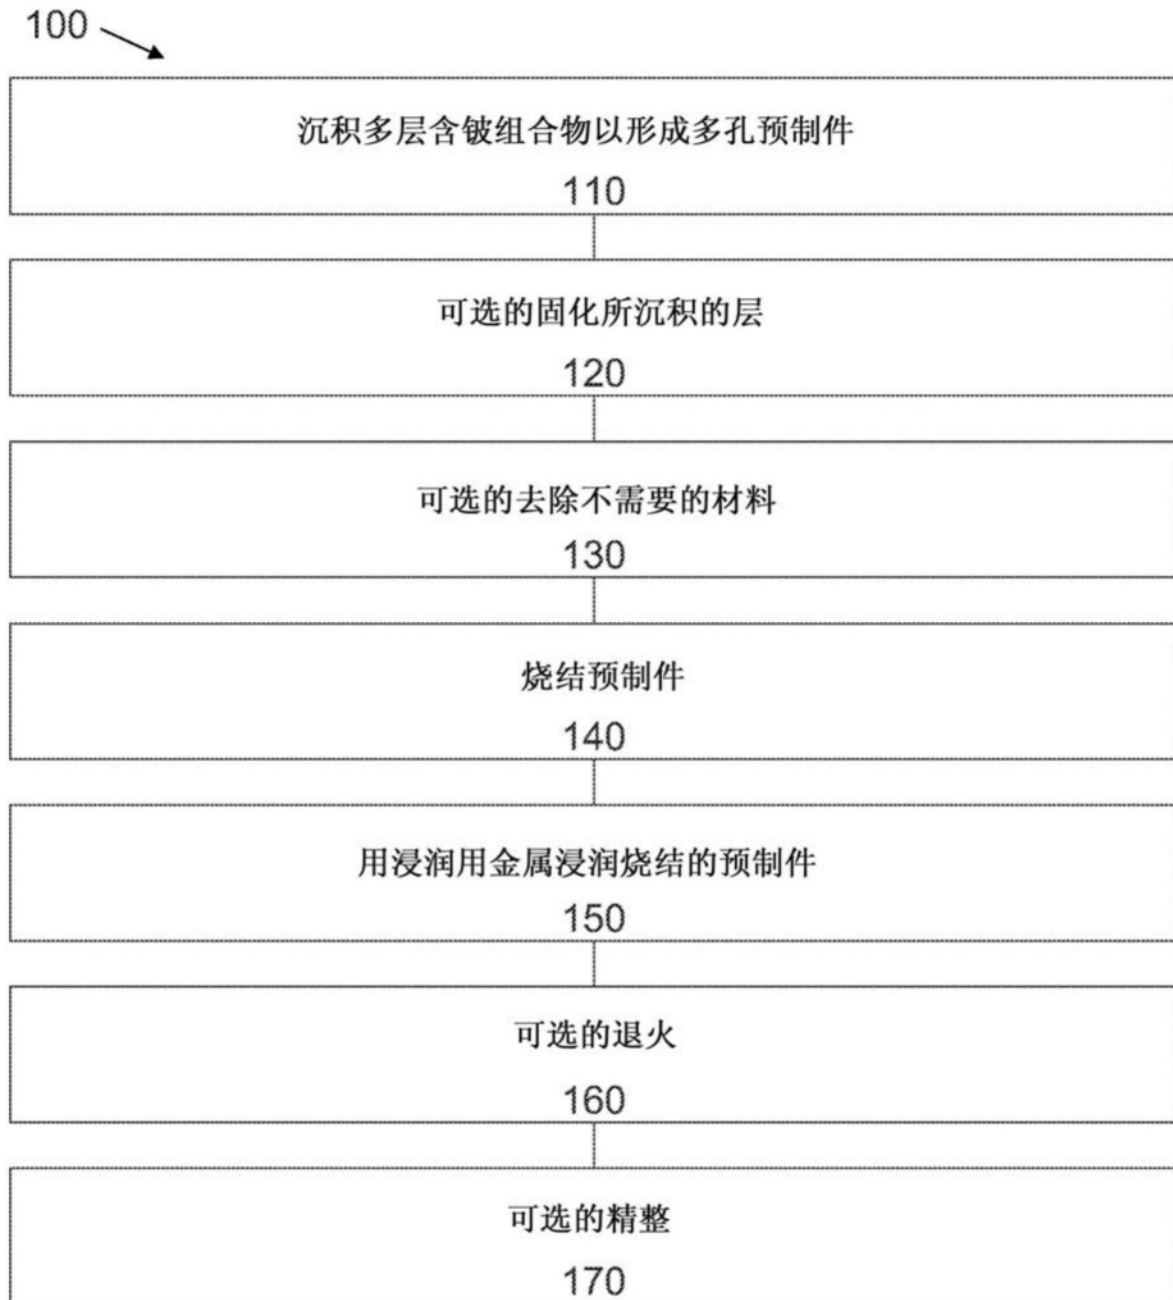 100
沉积多层含铍组合物以形成多孔预制件
110
可选的固化所沉积的层
120
可选的去除不需要的材料
130
烧结预制件
140
用浸润用金属浸润烧结的预制件
150
可选的退火
160
可选的精整
170